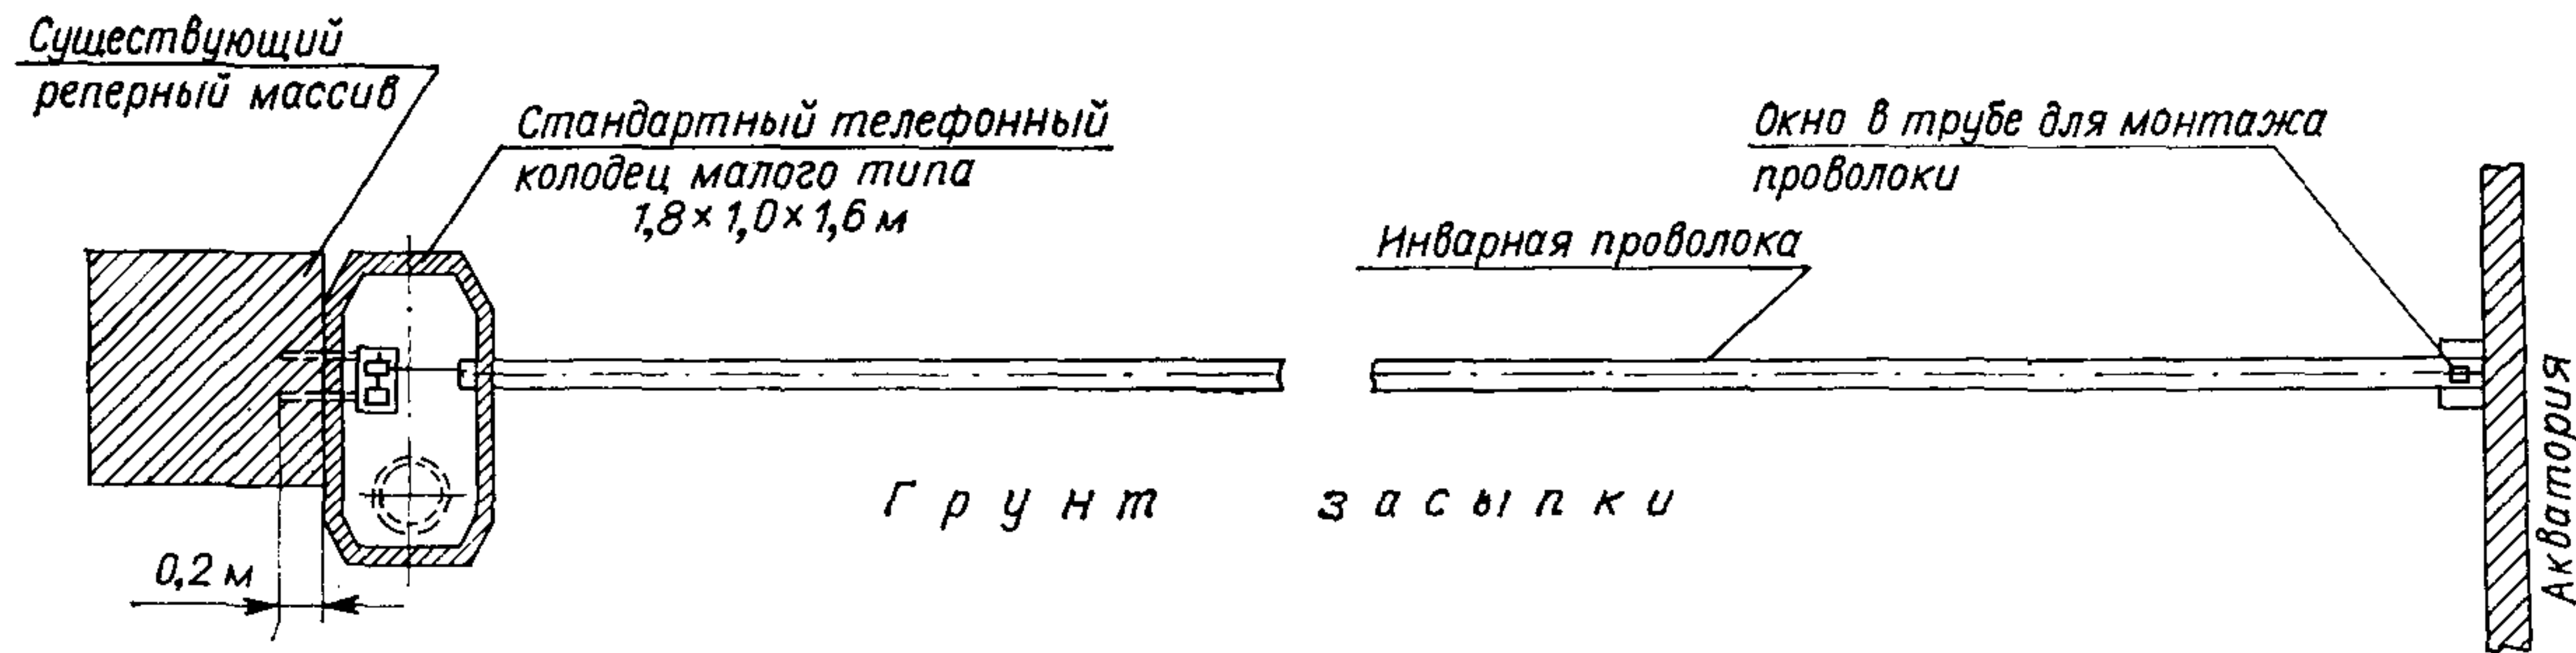 Существующий
реперный массив
Стандартный телефонный
колодец малого типа
1,8×1,0×1,6 м
Окно в трубе для монтажа
проволоки
Инварная проволока
Грунт засыпки
Акватория
0,2 м